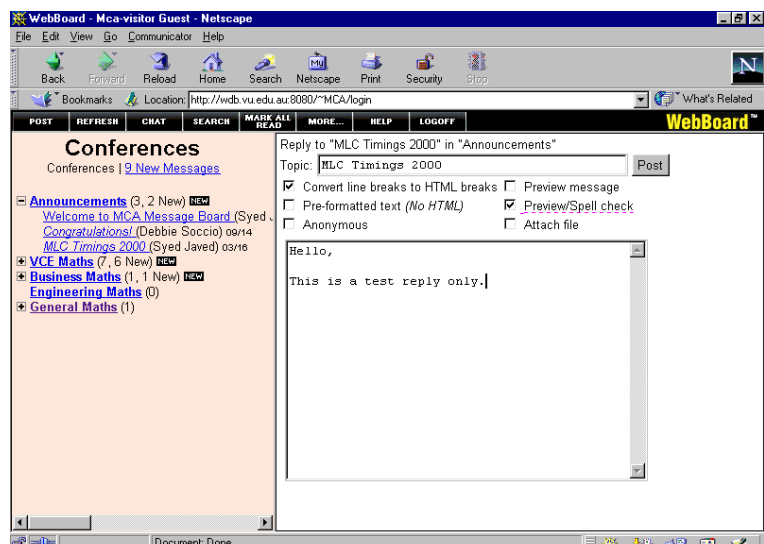 WebBoard - Mca-visitor Guest - Netscape
File Edit View Go Communicator Help
Back Forward Reload Home Search Netscape Print Security Stop
N
Bookmarks Location: http://wdb.vu.edu.au:8080/~MCA/login What's Related
POST REFRESH CHAT SEARCH MARK ALL READ MORE... HELP LOGOFF WebBoard™
Conferences
Conferences | 9 New Messages
Announcements (3, 2 New) NEW
Welcome to MCA Message Board (Syed
Congratulations! (Debbie Soccio) 09/14
MLC Timings 2000 (Syed Javed) 03/16
VCE Maths (7, 6 New) NEW
Business Maths (1, 1 New) NEW
Engineering Maths (0)
General Maths (1)
Reply to "MLC Timings 2000" in "Announcements"
Topic: MLC Timings 2000 Post
Convert line breaks to HTML breaks Preview message
Pre-formatted text (No HTML) Preview/Spell check
Anonymous Attach file
Hello,
This is a test reply only.
Document: Done